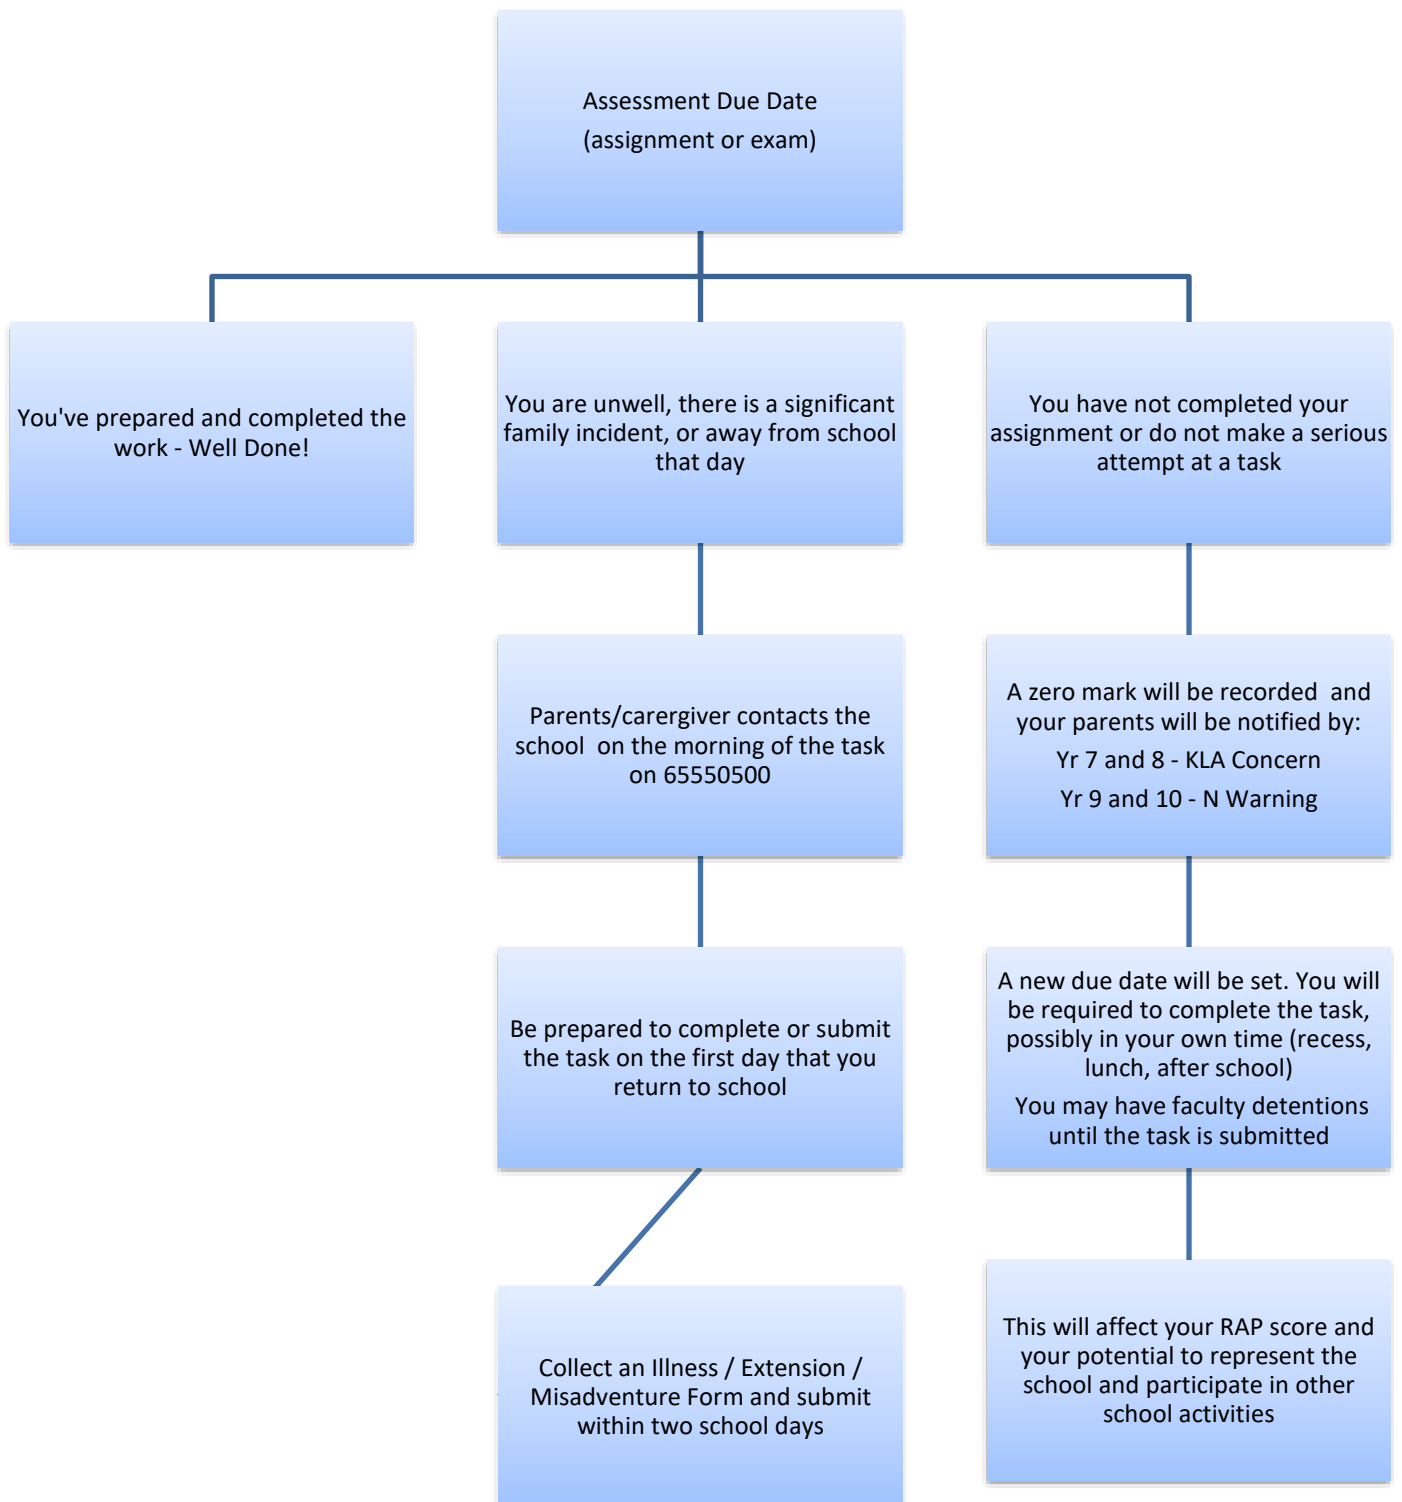 Assessment Due Date
(assignment or exam)
You've prepared and completed the
work - Well Done!
You are unwell, there is a significant
family incident, or away from school
that day
You have not completed your
assignment or do not make a serious
attempt at a task
Parents/carergiver contacts the
school on the morning of the task
on 65550500
A zero mark will be recorded and
your parents will be notified by:
Yr 7 and 8 - KLA Concern
Yr 9 and 10 - N Warning
Be prepared to complete or submit
the task on the first day that you
return to school
A new due date will be set. You will
be required to complete the task,
possibly in your own time (recess,
lunch, after school)
You may have faculty detentions
until the task is submitted
Collect an Illness / Extension /
Misadventure Form and submit
within two school days
This will affect your RAP score and
your potential to represent the
school and participate in other
school activities